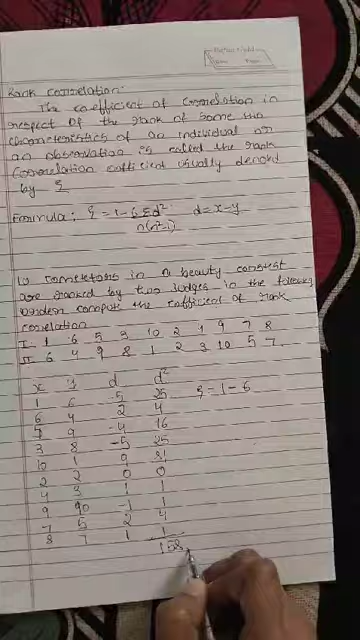 Rank correlation:
The coefficient of correlation in
respect of the rank of some two
characteristics of an individual or
an observation is called the rank
Correlation coefficient usually denoted
by ξ
Formula: ξ = 1 - 6 Σd² d = x-y
n(n²-1)
10 competetors in a beauty contest
are ranked by two judges in the following
compute the coefficient of rank
correlation
I 1 6 5 3 10 2 4 9 7 8
II 6 4 9 8 1 2 3 10 5 7
x y d d²
1 6 -5 25 ξ = 1 - 6
6 4 2 4
5 9 -4 16
3 8 -5 25
10 1 9 81
2 2 0 0
4 3 1 1
9 10 -1 1
7 5 2 4
8 7 1 1
158